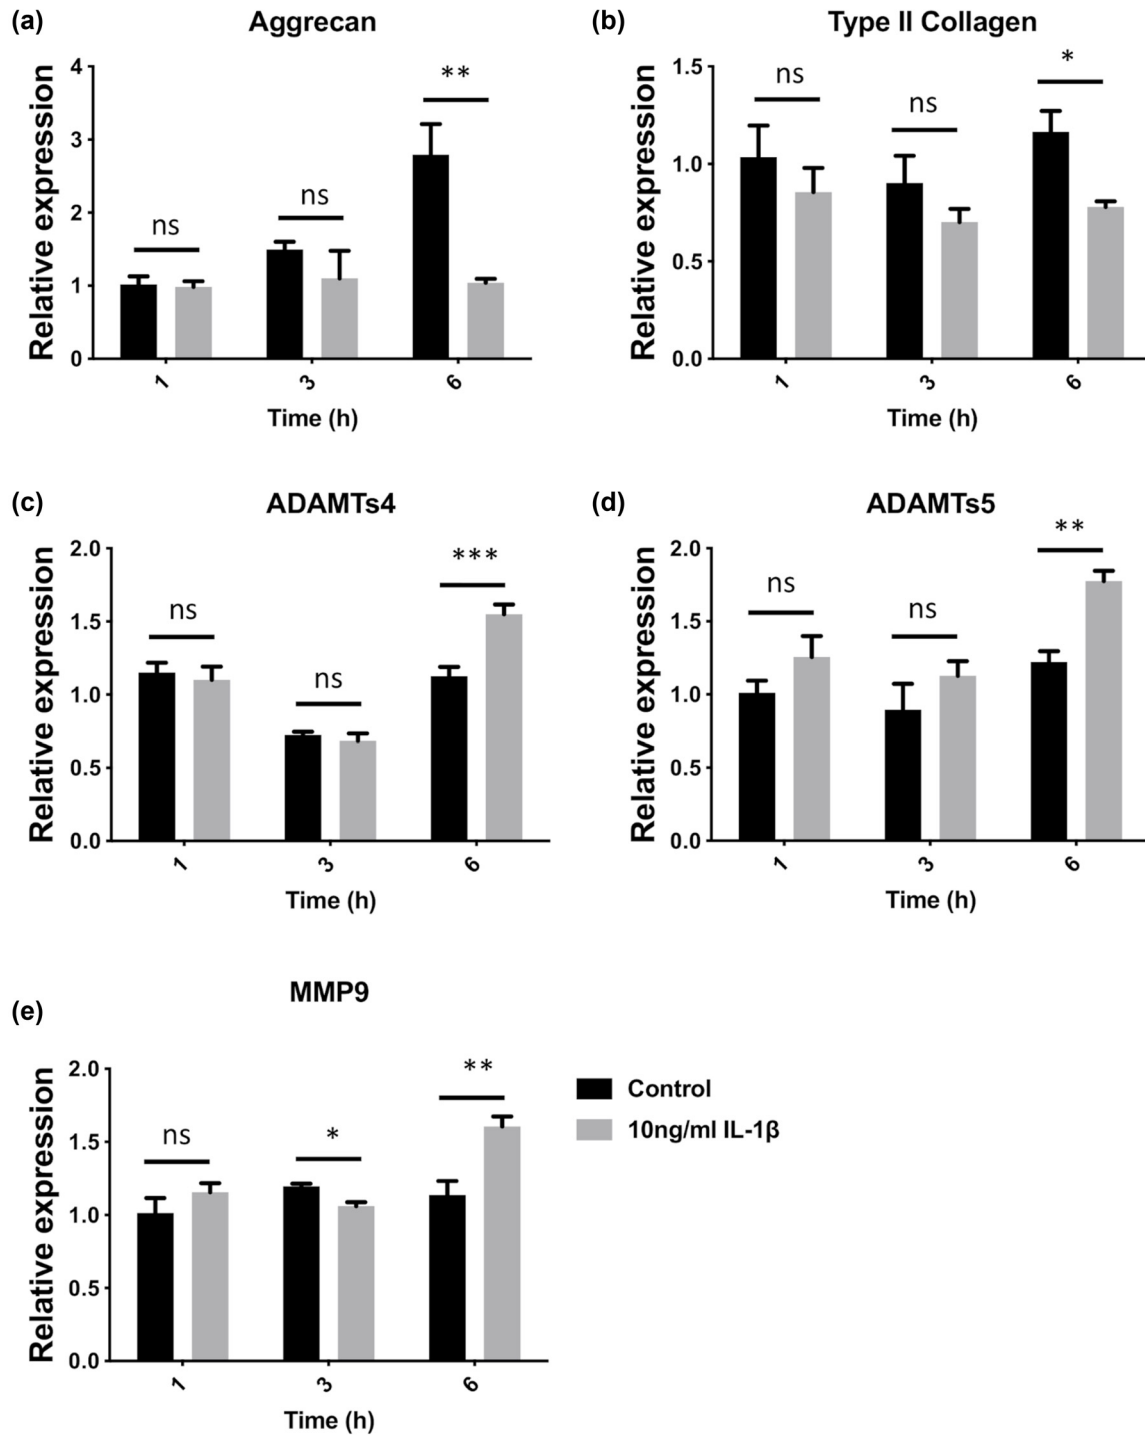 (a)
Aggrecan
Relative expression
4
3
2
1
0
ns
ns
**
1
3
6
Time (h)
(b)
Type II Collagen
Relative expression
1.5
1.0
0.5
0.0
ns
ns
*
1
3
6
Time (h)
(c)
ADAMTs4
Relative expression
2.0
1.5
1.0
0.5
0.0
ns
ns
***
1
3
6
Time (h)
(d)
ADAMTs5
Relative expression
2.0
1.5
1.0
0.5
0.0
ns
ns
**
1
3
6
Time (h)
(e)
MMP9
Relative expression
2.0
1.5
1.0
0.5
0.0
ns
*
**
1
3
6
Time (h)
Control
10ng/ml IL-1β